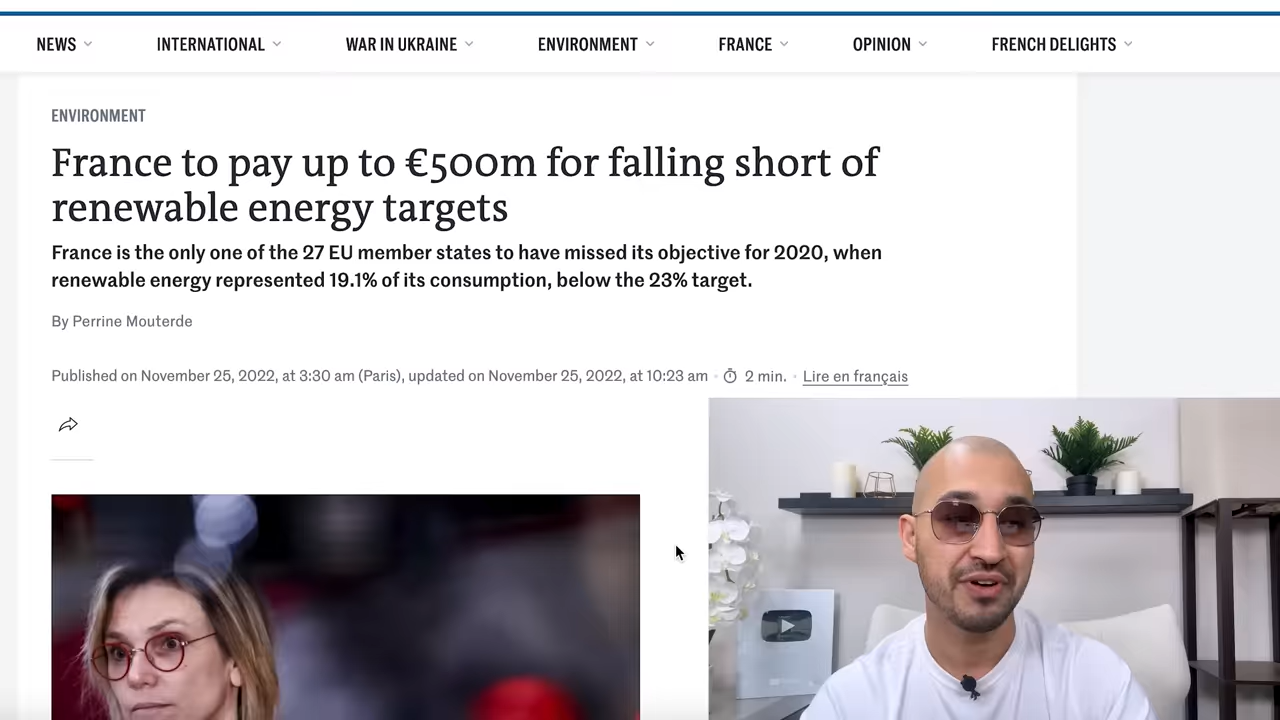 NEWS INTERNATIONAL WAR IN UKRAINE ENVIRONMENT FRANCE OPINION FRENCH DELIGHTS
ENVIRONMENT
France to pay up to €500m for falling short of
renewable energy targets
France is the only one of the 27 EU member states to have missed its objective for 2020, when
renewable energy represented 19.1% of its consumption, below the 23% target.
By Perrine Mouterde
Published on November 25, 2022, at 3:30 am (Paris), updated on November 25, 2022, at 10:23 am • 2 min. • Lire en français